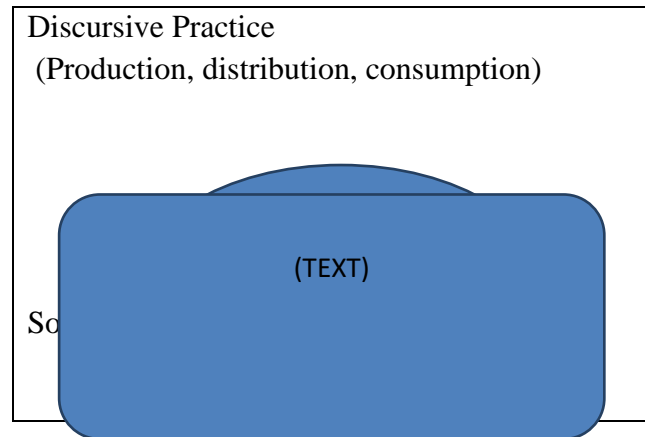 Discursive Practice
(Production, distribution, consumption)
(TEXT)